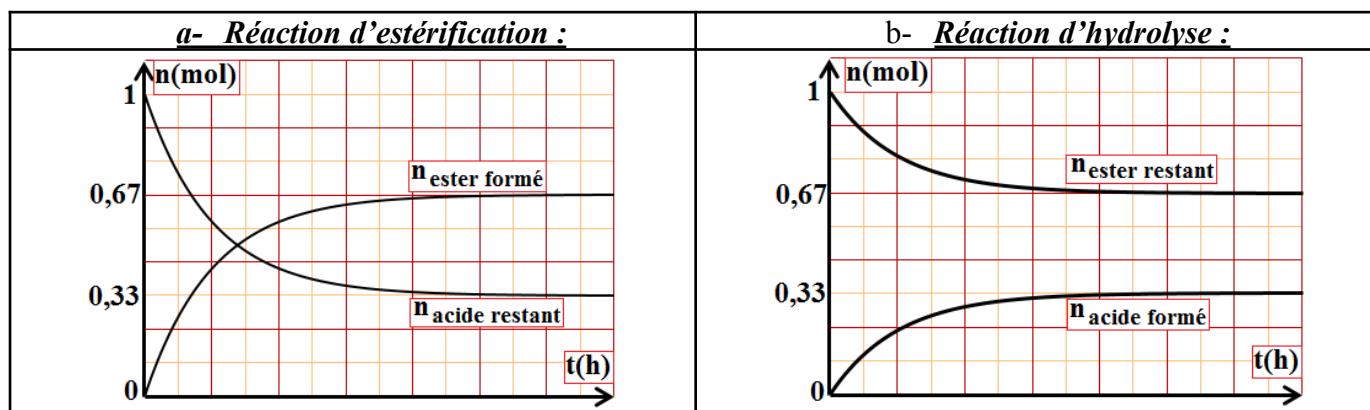 a- Réaction d’estérification :
n(mol)
1
n ester formé
0,67
0,33
n acide restant
t(h)
0
b- Réaction d’hydrolyse :
n(mol)
1
n ester restant
0,67
0,33
n acide formé
t(h)
0